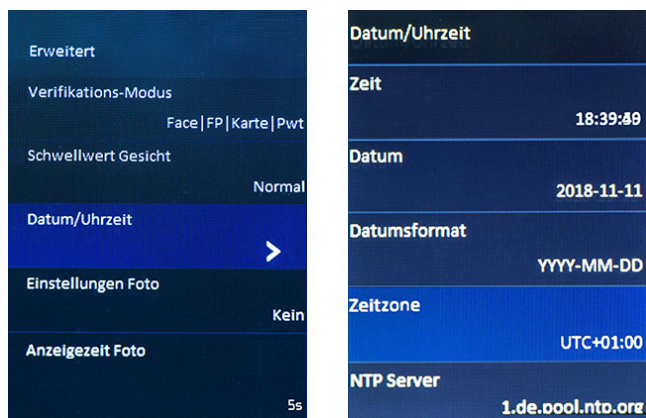 Erweitert
Verifikations-Modus
Face|FP|Karte|Pwt
Schwellwert Gesicht
Normal
Datum/Uhrzeit
>
Einstellungen Foto
Kein
Anzeigezeit Foto
5s
Datum/Uhrzeit
Zeit
Datum
2018-11-11
Datumsformat
YYYY-MM-DD
Zeitzone
UTC+01:00
NTP Server
1.de.pool.ntp.org